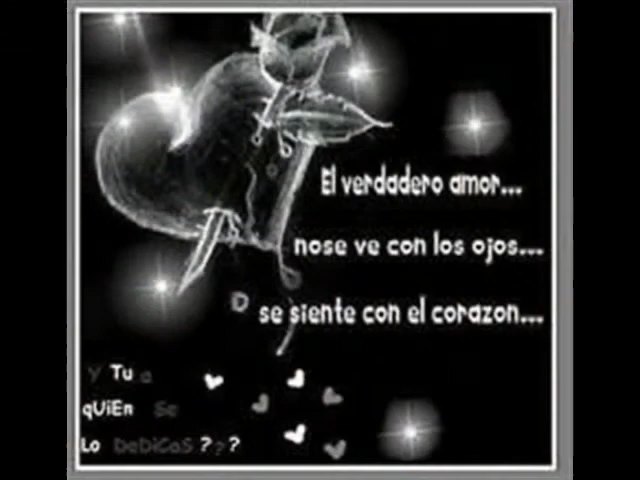 El verdadero amor...
nose ve con los ojos...
se siente con el corazon...
y Tu a
qUiEn Se
Lo DeDiCaS ???